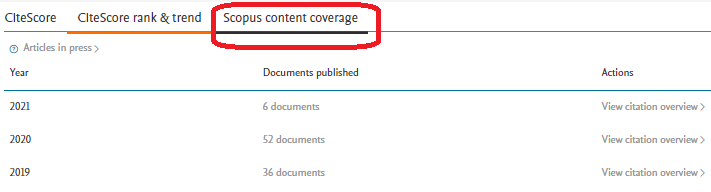 CIteScore CIteScore rank & trend Scopus content coverage
Articles in press >
Year Documents published Actions
2021 6 documents View citation overview >
2020 52 documents View citation overview >
2019 36 documents View citation overview >